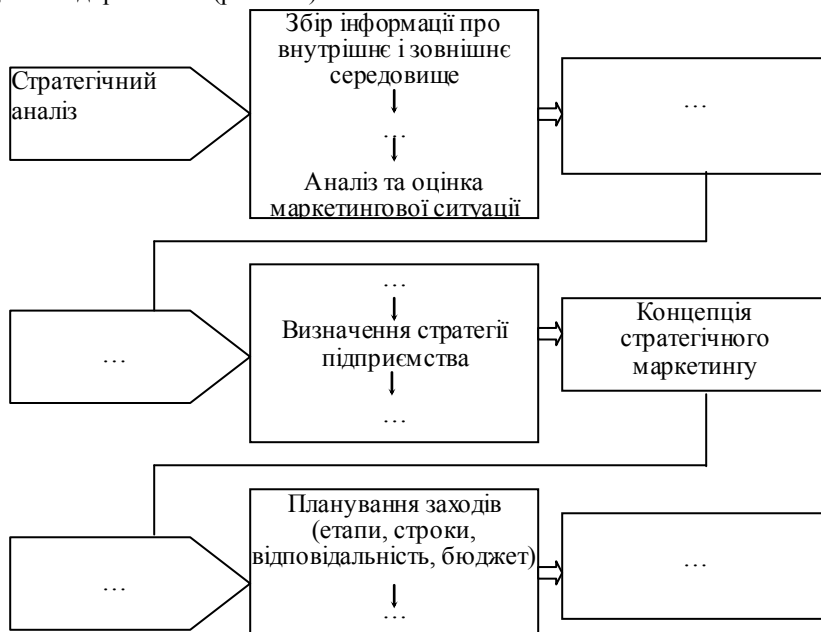 Збір інформації про
внутрішнє і зовнішнє
середовище
Стратегічний
аналіз
…
Аналіз та оцінка
маркетингової ситуації
…
…
…
Визначення стратегії
підприємства
…
Концепція
стратегічного
маркетингу
…
Планування заходів
(етапи, строки,
відповідальність, бюджет)
…
…